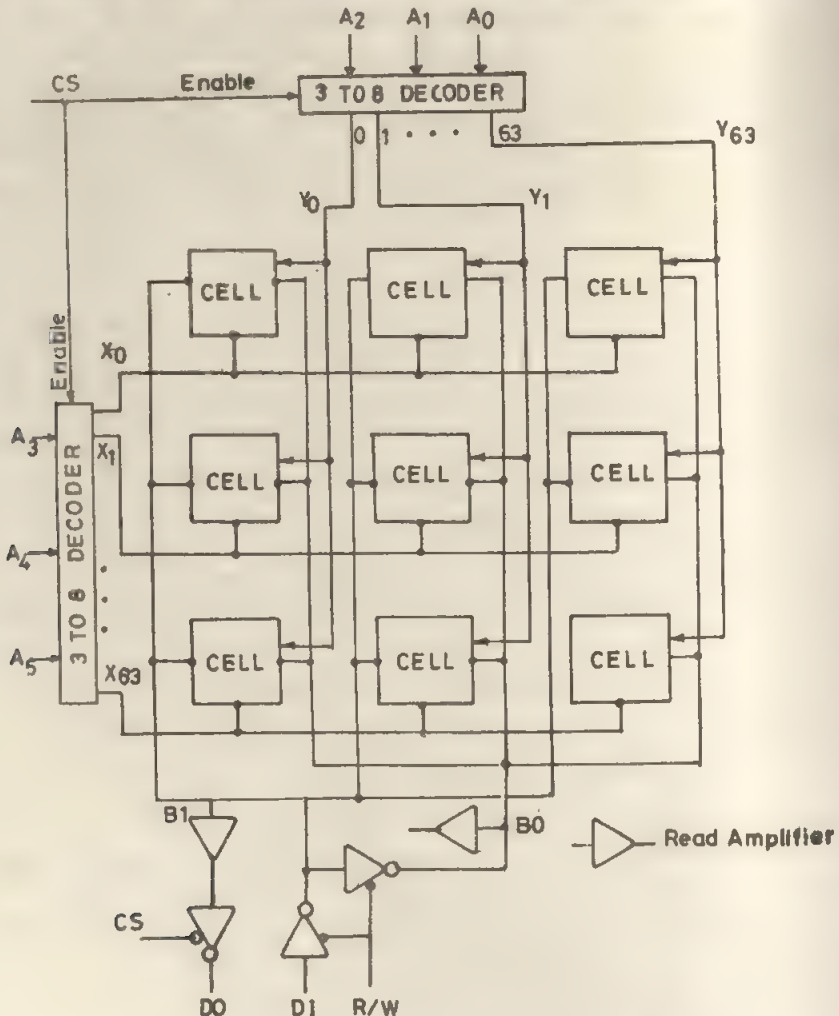 A2 A1 A0
CS Enable
3 TO 8 DECODER
0 1 . . . 63
Y63
Y0 Y1
CELL CELL CELL
Enable
X0
A3
X1
CELL CELL CELL
3 TO 8 DECODER
A4
A5
X63
CELL CELL CELL
B1
B0
Read Amplifier
CS
DO DI R/W